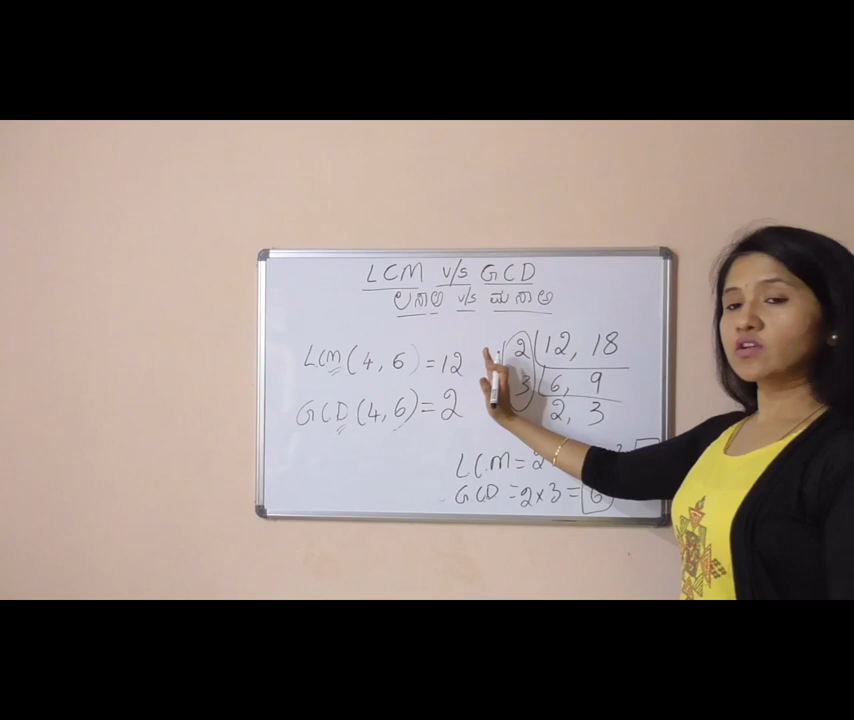 LCM v/s GCD
ಲಸಾಅ v/s ಮಸಾಅ
LCM(4,6)=12
GCD(4,6)=2
2 12, 18
3 6, 9
2, 3
LCM=2
GCD=2×3=6